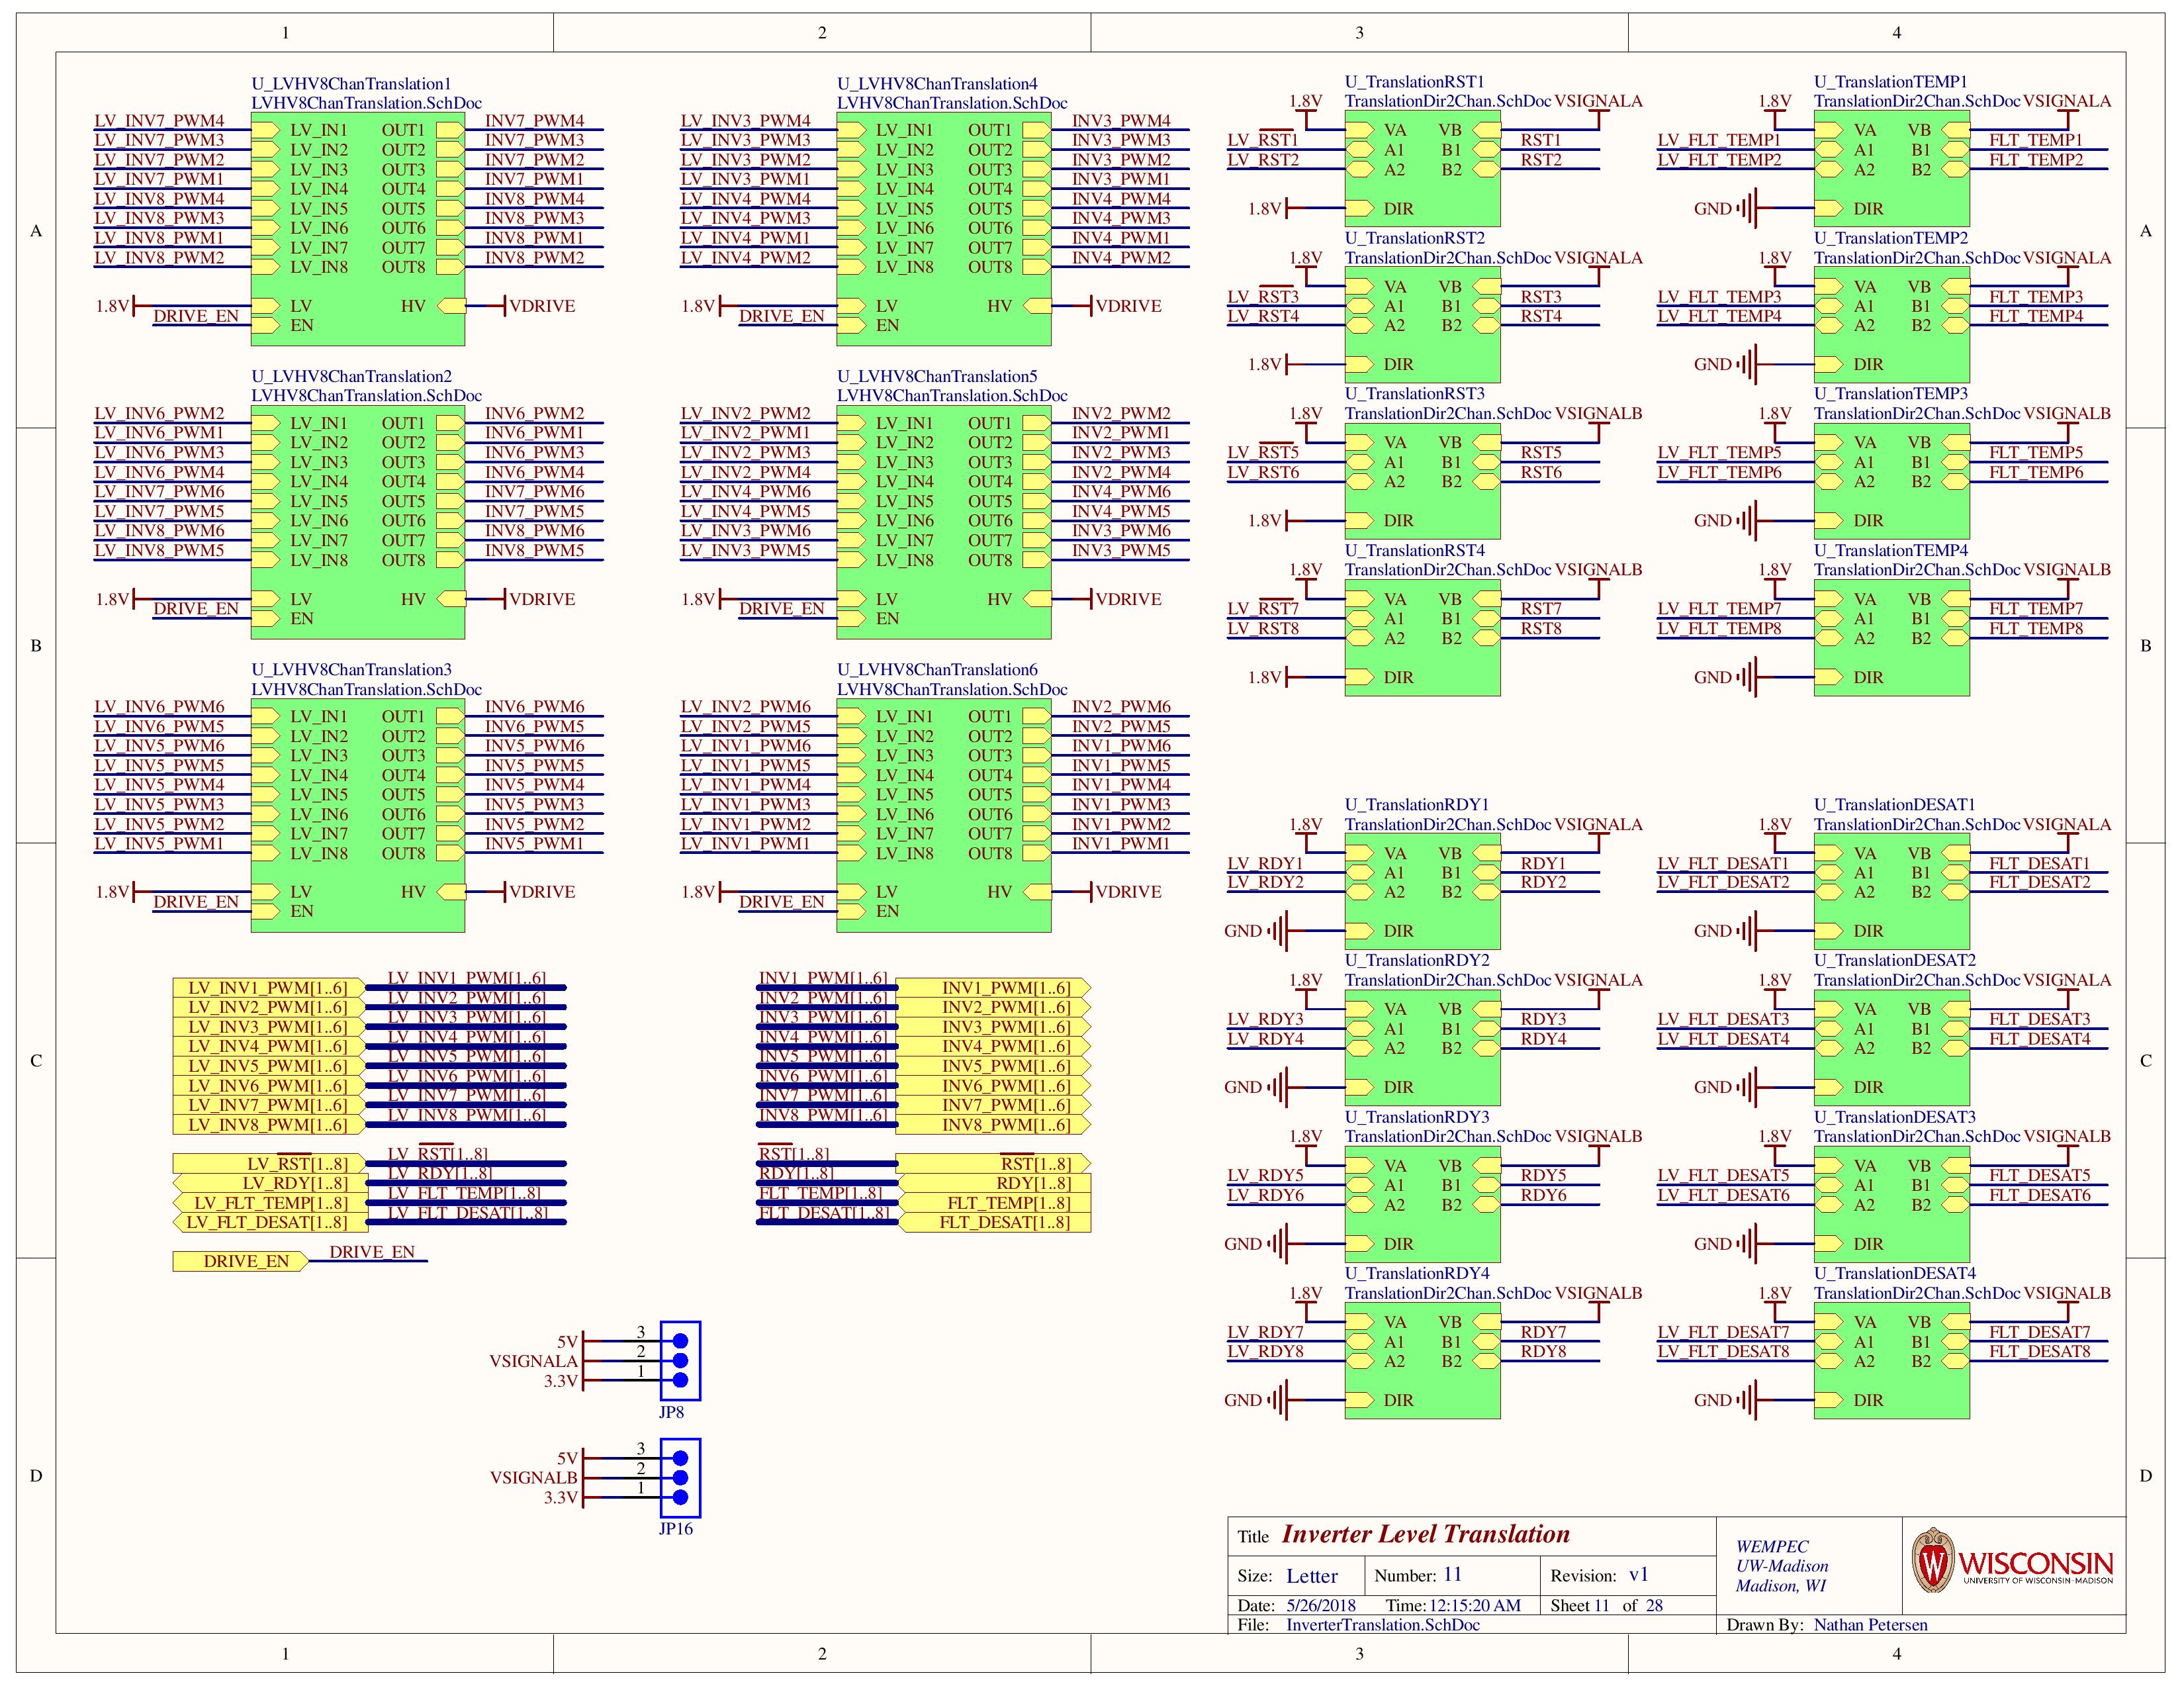 1 2 3 4
A
B
C
D
A
B
C
D
U_LVHV8ChanTranslation1
LVHV8ChanTranslation.SchDoc
LV_INV7_PWM4 LV_IN1 OUT1 INV7_PWM4
LV_INV7_PWM3 LV_IN2 OUT2 INV7_PWM3
LV_INV7_PWM2 LV_IN3 OUT3 INV7_PWM2
LV_INV7_PWM1 LV_IN4 OUT4 INV7_PWM1
LV_INV8_PWM4 LV_IN5 OUT5 INV8_PWM4
LV_INV8_PWM3 LV_IN6 OUT6 INV8_PWM3
LV_INV8_PWM1 LV_IN7 OUT7 INV8_PWM1
LV_INV8_PWM2 LV_IN8 OUT8 INV8_PWM2
1.8V LV HV VDRIVE
DRIVE_EN EN
U_LVHV8ChanTranslation2
LVHV8ChanTranslation.SchDoc
LV_INV6_PWM2 LV_IN1 OUT1 INV6_PWM2
LV_INV6_PWM1 LV_IN2 OUT2 INV6_PWM1
LV_INV6_PWM3 LV_IN3 OUT3 INV6_PWM3
LV_INV6_PWM4 LV_IN4 OUT4 INV6_PWM4
LV_INV7_PWM6 LV_IN5 OUT5 INV7_PWM6
LV_INV7_PWM5 LV_IN6 OUT6 INV7_PWM5
LV_INV8_PWM6 LV_IN7 OUT7 INV8_PWM6
LV_INV8_PWM5 LV_IN8 OUT8 INV8_PWM5
1.8V LV HV VDRIVE
DRIVE_EN EN
U_LVHV8ChanTranslation3
LVHV8ChanTranslation.SchDoc
LV_INV6_PWM6 LV_IN1 OUT1 INV6_PWM6
LV_INV6_PWM5 LV_IN2 OUT2 INV6_PWM5
LV_INV5_PWM6 LV_IN3 OUT3 INV5_PWM6
LV_INV5_PWM5 LV_IN4 OUT4 INV5_PWM5
LV_INV5_PWM4 LV_IN5 OUT5 INV5_PWM4
LV_INV5_PWM3 LV_IN6 OUT6 INV5_PWM3
LV_INV5_PWM2 LV_IN7 OUT7 INV5_PWM2
LV_INV5_PWM1 LV_IN8 OUT8 INV5_PWM1
1.8V LV HV VDRIVE
DRIVE_EN EN
U_LVHV8ChanTranslation4
LVHV8ChanTranslation.SchDoc
LV_INV3_PWM4 LV_IN1 OUT1 INV3_PWM4
LV_INV3_PWM3 LV_IN2 OUT2 INV3_PWM3
LV_INV3_PWM2 LV_IN3 OUT3 INV3_PWM2
LV_INV3_PWM1 LV_IN4 OUT4 INV3_PWM1
LV_INV4_PWM4 LV_IN5 OUT5 INV4_PWM4
LV_INV4_PWM3 LV_IN6 OUT6 INV4_PWM3
LV_INV4_PWM1 LV_IN7 OUT7 INV4_PWM1
LV_INV4_PWM2 LV_IN8 OUT8 INV4_PWM2
1.8V LV HV VDRIVE
DRIVE_EN EN
U_LVHV8ChanTranslation5
LVHV8ChanTranslation.SchDoc
LV_INV2_PWM2 LV_IN1 OUT1 INV2_PWM2
LV_INV2_PWM1 LV_IN2 OUT2 INV2_PWM1
LV_INV2_PWM3 LV_IN3 OUT3 INV2_PWM3
LV_INV2_PWM4 LV_IN4 OUT4 INV2_PWM4
LV_INV4_PWM6 LV_IN5 OUT5 INV4_PWM6
LV_INV4_PWM5 LV_IN6 OUT6 INV4_PWM5
LV_INV3_PWM6 LV_IN7 OUT7 INV3_PWM6
LV_INV3_PWM5 LV_IN8 OUT8 INV3_PWM5
1.8V LV HV VDRIVE
DRIVE_EN EN
U_LVHV8ChanTranslation6
LVHV8ChanTranslation.SchDoc
LV_INV2_PWM6 LV_IN1 OUT1 INV2_PWM6
LV_INV2_PWM5 LV_IN2 OUT2 INV2_PWM5
LV_INV1_PWM6 LV_IN3 OUT3 INV1_PWM6
LV_INV1_PWM5 LV_IN4 OUT4 INV1_PWM5
LV_INV1_PWM4 LV_IN5 OUT5 INV1_PWM4
LV_INV1_PWM3 LV_IN6 OUT6 INV1_PWM3
LV_INV1_PWM2 LV_IN7 OUT7 INV1_PWM2
LV_INV1_PWM1 LV_IN8 OUT8 INV1_PWM1
1.8V LV HV VDRIVE
DRIVE_EN EN
LV_INV1_PWM[1..6] LV_INV1_PWM[1..6]
LV_INV2_PWM[1..6] LV_INV2_PWM[1..6]
LV_INV3_PWM[1..6] LV_INV3_PWM[1..6]
LV_INV4_PWM[1..6] LV_INV4_PWM[1..6]
LV_INV5_PWM[1..6] LV_INV5_PWM[1..6]
LV_INV6_PWM[1..6] LV_INV6_PWM[1..6]
LV_INV7_PWM[1..6] LV_INV7_PWM[1..6]
LV_INV8_PWM[1..6] LV_INV8_PWM[1..6]
LV_RST[1..8] LV_RST[1..8]
LV_RDY[1..8] LV_RDY[1..8]
LV_FLT_TEMP[1..8] LV_FLT_TEMP[1..8]
LV_FLT_DESAT[1..8] LV_FLT_DESAT[1..8]
DRIVE_EN DRIVE_EN
INV1_PWM[1..6] INV1_PWM[1..6]
INV2_PWM[1..6] INV2_PWM[1..6]
INV3_PWM[1..6] INV3_PWM[1..6]
INV4_PWM[1..6] INV4_PWM[1..6]
INV5_PWM[1..6] INV5_PWM[1..6]
INV6_PWM[1..6] INV6_PWM[1..6]
INV7_PWM[1..6] INV7_PWM[1..6]
INV8_PWM[1..6] INV8_PWM[1..6]
RST[1..8] RST[1..8]
RDY[1..8] RDY[1..8]
FLT_TEMP[1..8] FLT_TEMP[1..8]
FLT_DESAT[1..8] FLT_DESAT[1..8]
5V 3
VSIGNALA 2
3.3V 1
JP8
5V 3
VSIGNALB 2
3.3V 1
JP16
U_TranslationRST1
1.8V TranslationDir2Chan.SchDoc VSIGNALA
VA VB
LV_RST1 A1 B1 RST1
LV_RST2 A2 B2 RST2
1.8V DIR
U_TranslationRST2
1.8V TranslationDir2Chan.SchDoc VSIGNALA
VA VB
LV_RST3 A1 B1 RST3
LV_RST4 A2 B2 RST4
1.8V DIR
U_TranslationRST3
1.8V TranslationDir2Chan.SchDoc VSIGNALB
VA VB
LV_RST5 A1 B1 RST5
LV_RST6 A2 B2 RST6
1.8V DIR
U_TranslationRST4
1.8V TranslationDir2Chan.SchDoc VSIGNALB
VA VB
LV_RST7 A1 B1 RST7
LV_RST8 A2 B2 RST8
1.8V DIR
U_TranslationTEMP1
1.8V TranslationDir2Chan.SchDoc VSIGNALA
VA VB
LV_FLT_TEMP1 A1 B1 FLT_TEMP1
LV_FLT_TEMP2 A2 B2 FLT_TEMP2
GND DIR
U_TranslationTEMP2
1.8V TranslationDir2Chan.SchDoc VSIGNALA
VA VB
LV_FLT_TEMP3 A1 B1 FLT_TEMP3
LV_FLT_TEMP4 A2 B2 FLT_TEMP4
GND DIR
U_TranslationTEMP3
1.8V TranslationDir2Chan.SchDoc VSIGNALB
VA VB
LV_FLT_TEMP5 A1 B1 FLT_TEMP5
LV_FLT_TEMP6 A2 B2 FLT_TEMP6
GND DIR
U_TranslationTEMP4
1.8V TranslationDir2Chan.SchDoc VSIGNALB
VA VB
LV_FLT_TEMP7 A1 B1 FLT_TEMP7
LV_FLT_TEMP8 A2 B2 FLT_TEMP8
GND DIR
U_TranslationRDY1
1.8V TranslationDir2Chan.SchDoc VSIGNALA
VA VB
LV_RDY1 A1 B1 RDY1
LV_RDY2 A2 B2 RDY2
GND DIR
U_TranslationRDY2
1.8V TranslationDir2Chan.SchDoc VSIGNALA
VA VB
LV_RDY3 A1 B1 RDY3
LV_RDY4 A2 B2 RDY4
GND DIR
U_TranslationRDY3
1.8V TranslationDir2Chan.SchDoc VSIGNALB
VA VB
LV_RDY5 A1 B1 RDY5
LV_RDY6 A2 B2 RDY6
GND DIR
U_TranslationRDY4
1.8V TranslationDir2Chan.SchDoc VSIGNALB
VA VB
LV_RDY7 A1 B1 RDY7
LV_RDY8 A2 B2 RDY8
GND DIR
U_TranslationDESAT1
1.8V TranslationDir2Chan.SchDoc VSIGNALA
VA VB
LV_FLT_DESAT1 A1 B1 FLT_DESAT1
LV_FLT_DESAT2 A2 B2 FLT_DESAT2
GND DIR
U_TranslationDESAT2
1.8V TranslationDir2Chan.SchDoc VSIGNALA
VA VB
LV_FLT_DESAT3 A1 B1 FLT_DESAT3
LV_FLT_DESAT4 A2 B2 FLT_DESAT4
GND DIR
U_TranslationDESAT3
1.8V TranslationDir2Chan.SchDoc VSIGNALB
VA VB
LV_FLT_DESAT5 A1 B1 FLT_DESAT5
LV_FLT_DESAT6 A2 B2 FLT_DESAT6
GND DIR
U_TranslationDESAT4
1.8V TranslationDir2Chan.SchDoc VSIGNALB
VA VB
LV_FLT_DESAT7 A1 B1 FLT_DESAT7
LV_FLT_DESAT8 A2 B2 FLT_DESAT8
GND DIR
Title Inverter Level Translation
Size: Letter Number: 11 Revision: v1
Date: 5/26/2018 Time: 12:15:20 AM Sheet 11 of 28
File: InverterTranslation.SchDoc
WEMPEC
UW-Madison
Madison, WI
W WISCONSIN
UNIVERSITY OF WISCONSIN-MADISON
Drawn By: Nathan Petersen
1 2 3 4